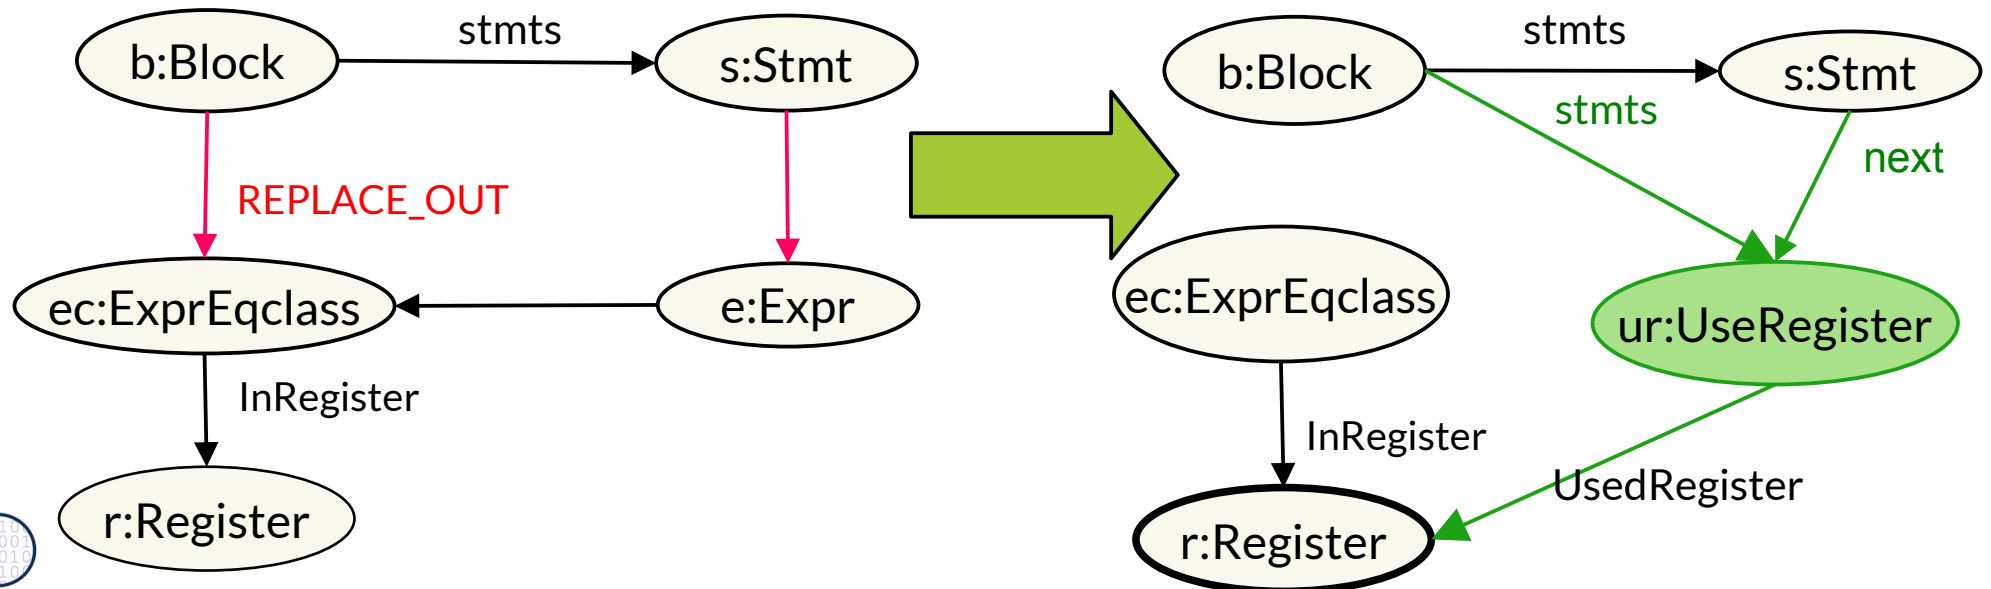 b:Block
stmts
s:Stmt
REPLACE_OUT
ec:ExprEqclass
e:Expr
InRegister
r:Register
b:Block
stmts
s:Stmt
stmts
next
ec:ExprEqclass
ur:UseRegister
InRegister
UsedRegister
r:Register